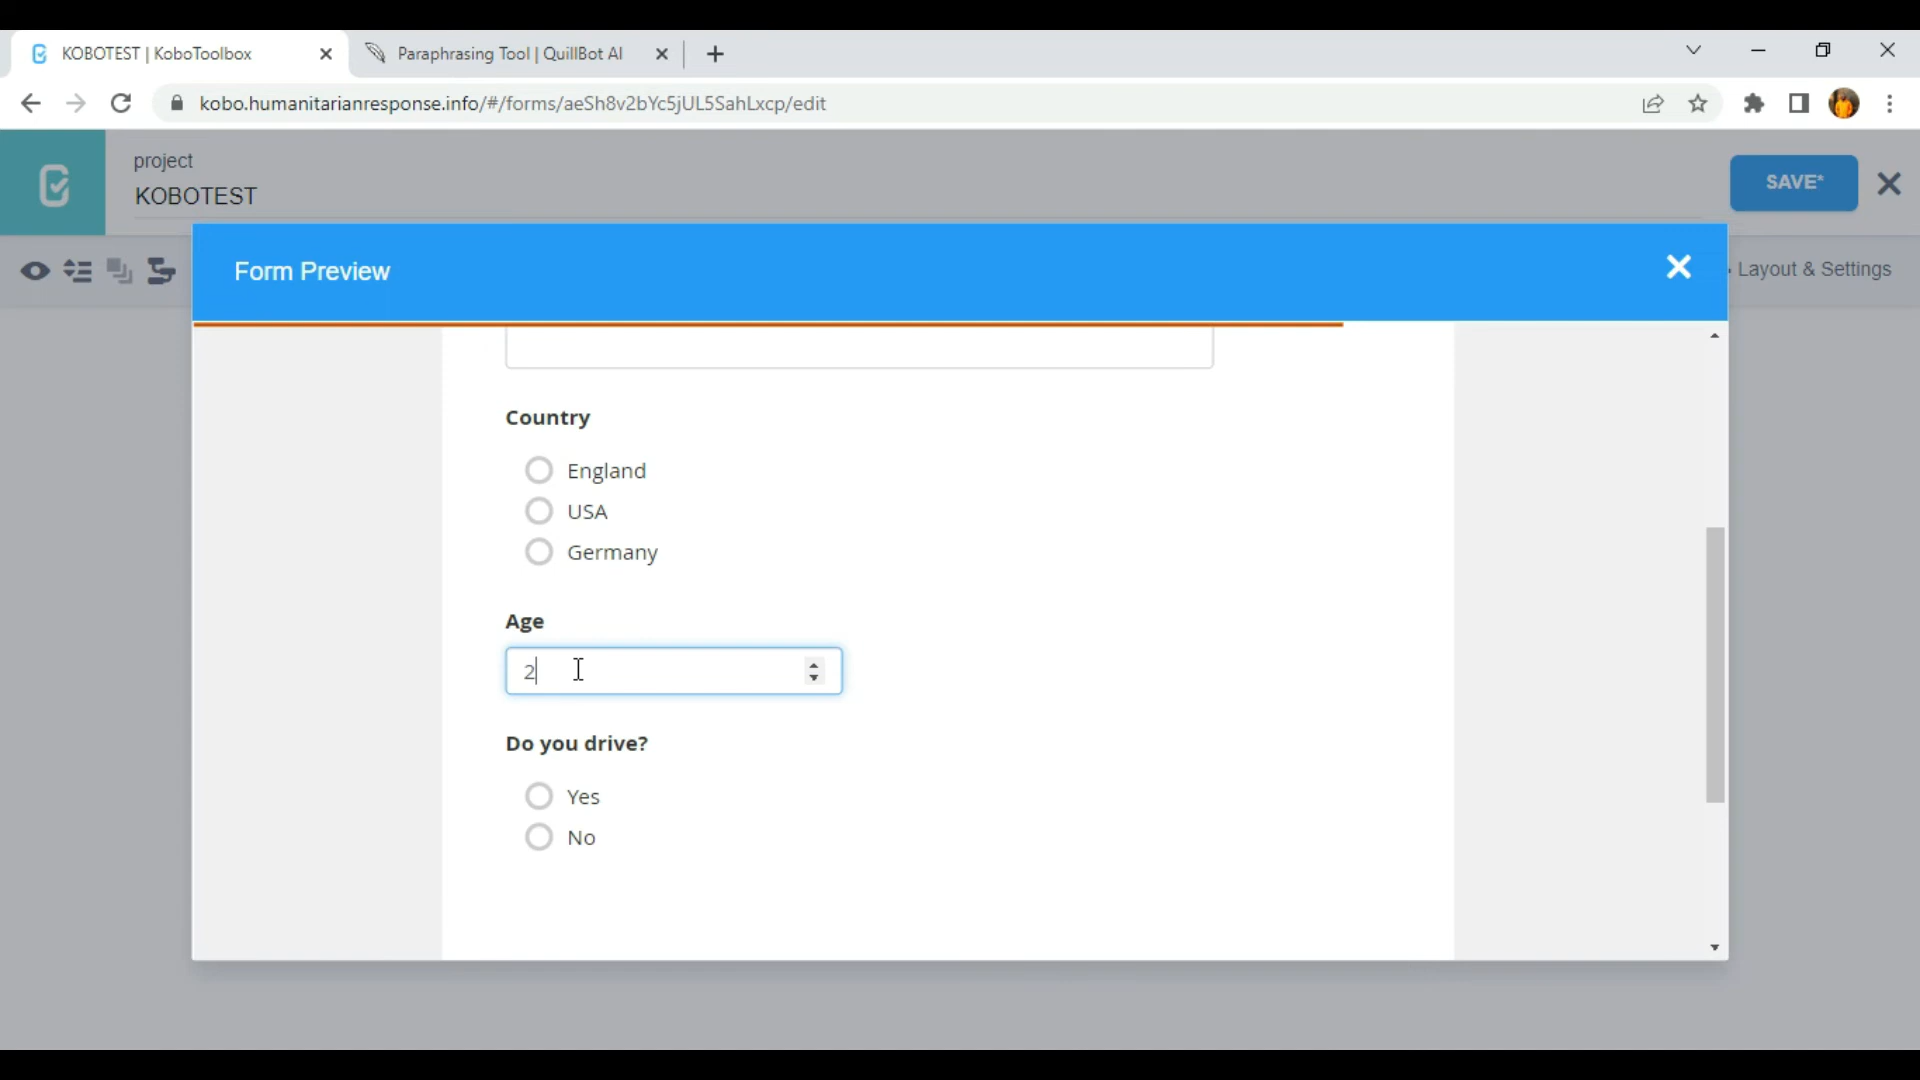 KOBOTEST | KoboToolbox
Paraphrasing Tool | QuillBot AI
kobo.humanitarianresponse.info/#/forms/aeSh8v2bYc5jUL5SahLxcp/edit
project
KOBOTEST
SAVE*
Form Preview
Layout & Settings
Country
England
USA
Germany
Age
2
Do you drive?
Yes
No